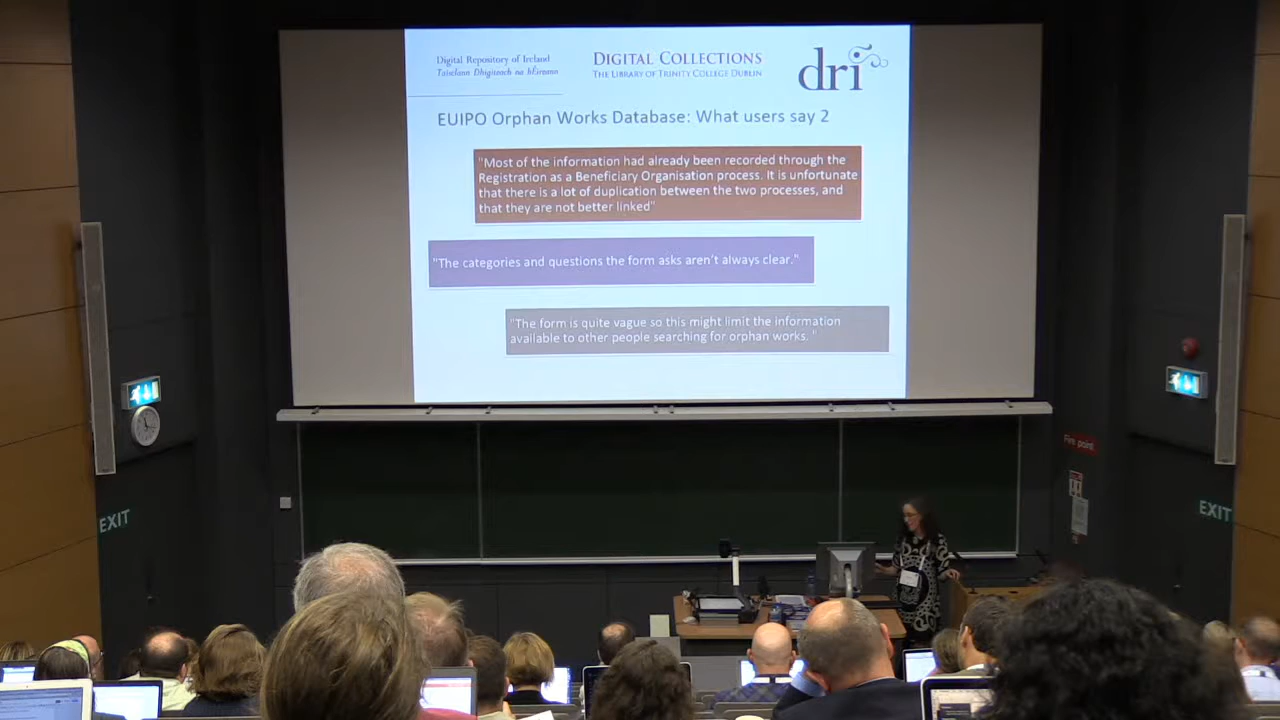 Digital Repository of Ireland
Taisclann Dhigiteach na hÉireann
DIGITAL COLLECTIONS
THE LIBRARY OF TRINITY COLLEGE DUBLIN
dri
EUIPO Orphan Works Database: What users say 2
"Most of the information had already been recorded through the
Registration as a Beneficiary Organisation process. It is unfortunate
that there is a lot of duplication between the two processes, and
that they are not better linked"
"The categories and questions the form asks aren't always clear."
"The form is quite vague so this might limit the information
available to other people searching for orphan works. "
Fire point
EXIT
EXIT